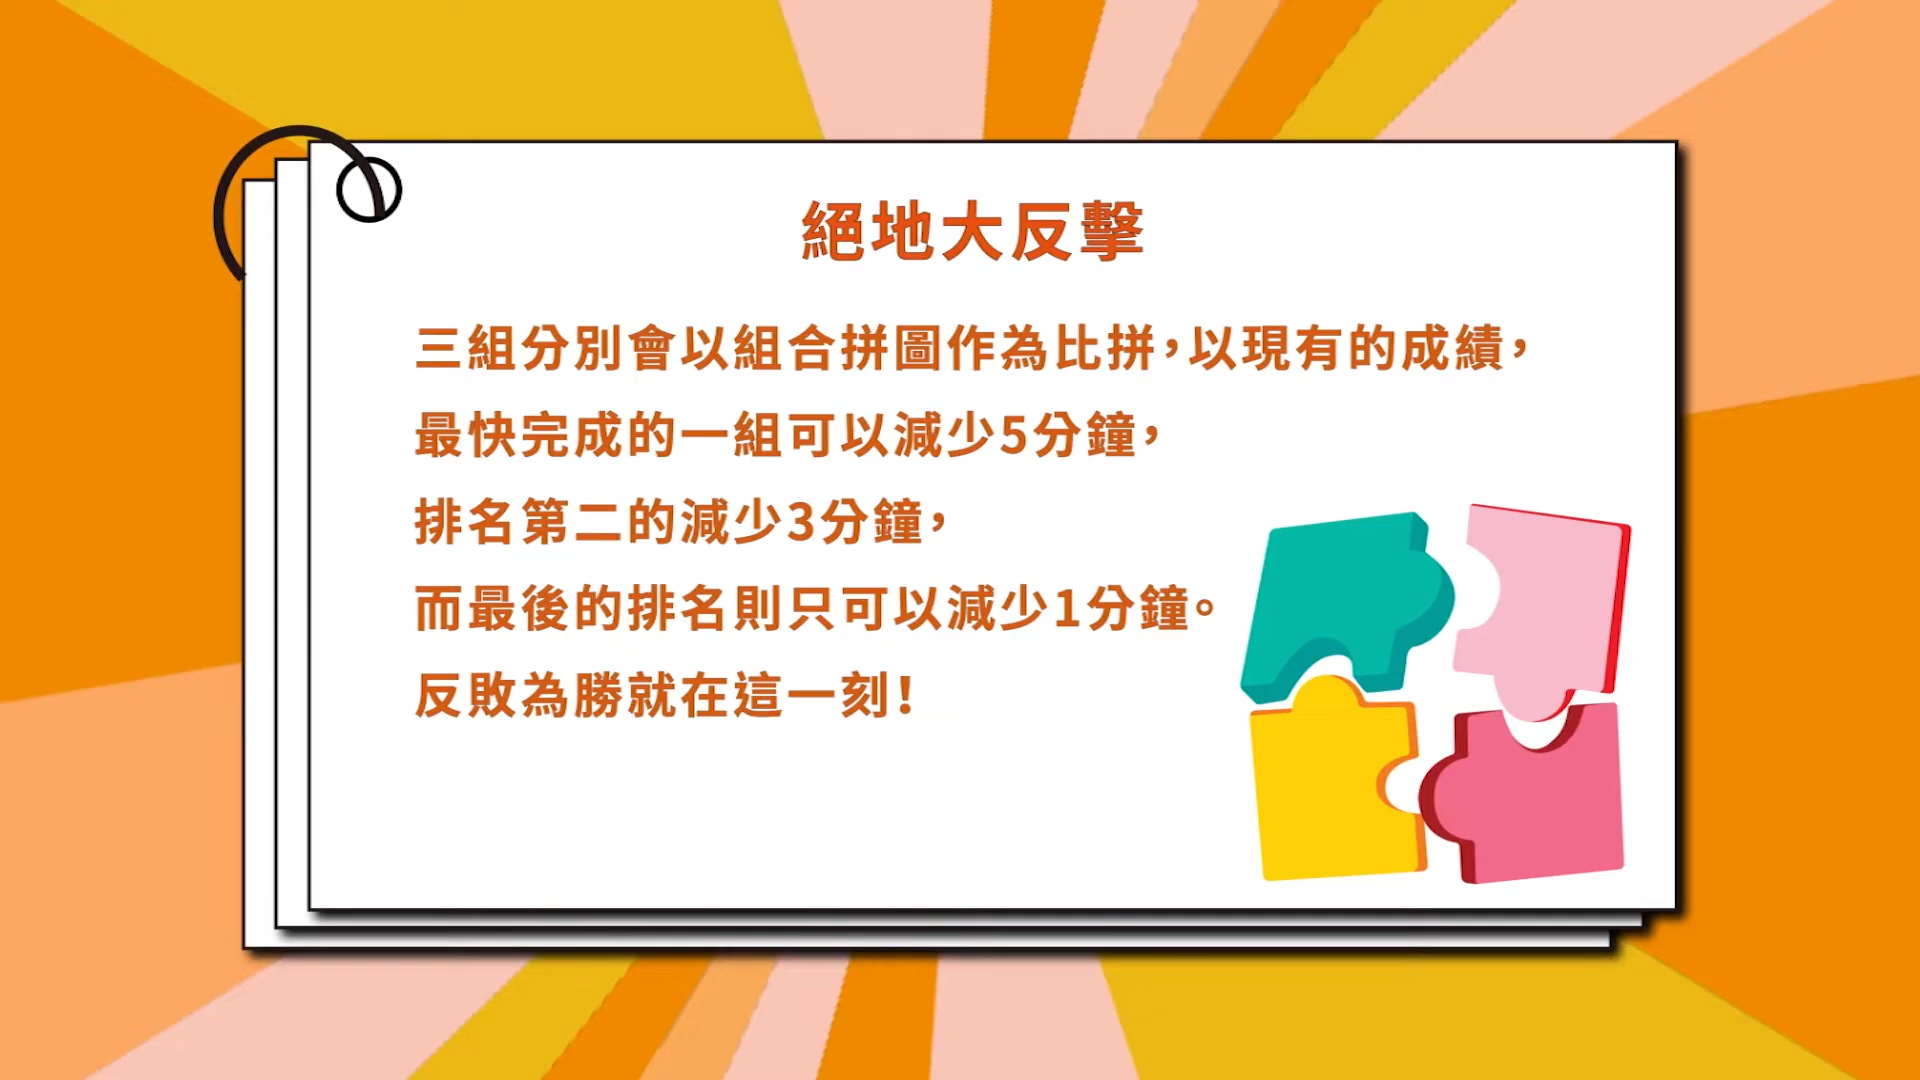 絕地大反擊
三組分別會以組合拼圖作為比拼，以現有的成績，
最快完成的一組可以減少5分鐘，
排名第二的減少3分鐘，
而最後的排名則只可以減少1分鐘。
反敗為勝就在這一刻！